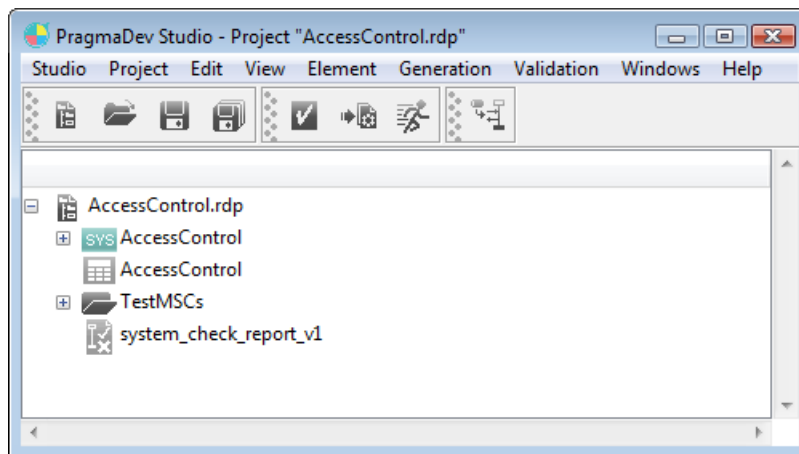 PragmaDev Studio - Project "AccessControl.rdp"
Studio Project Edit View Element Generation Validation Windows Help
AccessControl.rdp
SYS AccessControl
AccessControl
TestMSCs
system_check_report_v1